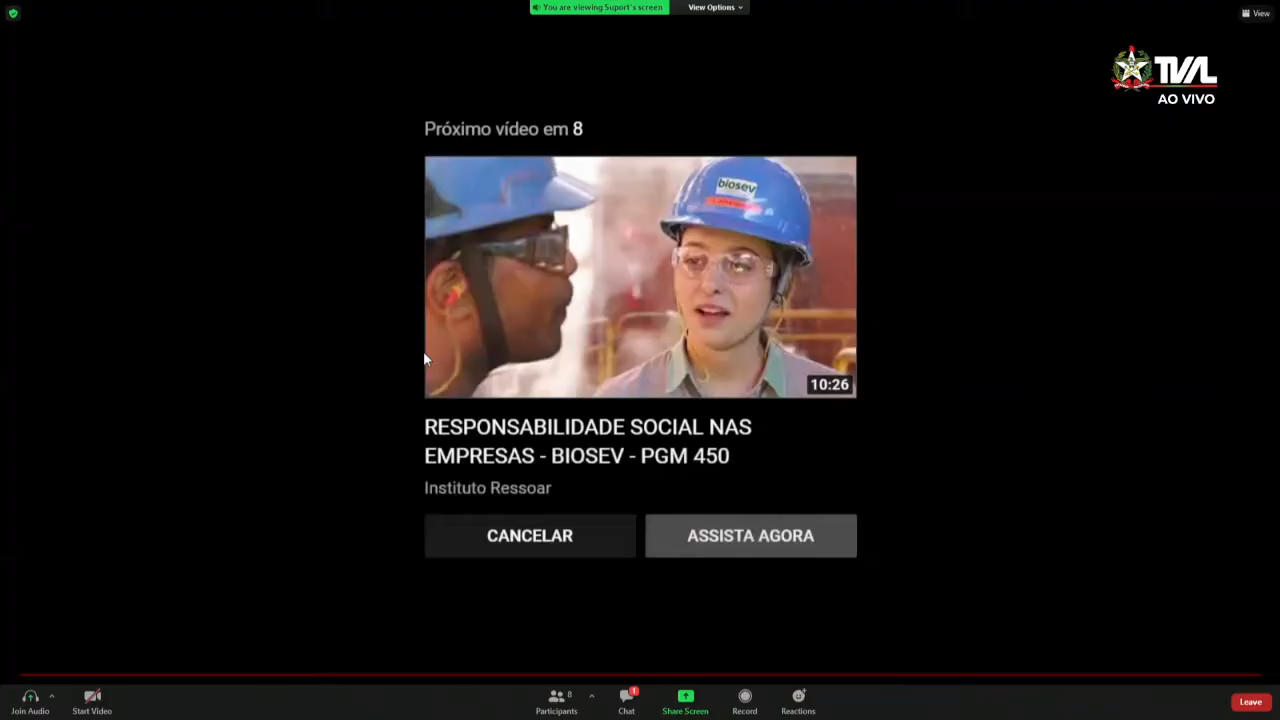 You are viewing Suport's screen
View Options
View
TVAL
AO VIVO
Próximo vídeo em 8
biosev
10:26
RESPONSABILIDADE SOCIAL NAS
EMPRESAS - BIOSEV - PGM 450
Instituto Ressoar
CANCELAR
ASSISTA AGORA
Join Audio
Start Video
8
Participants
1
Chat
Share Screen
Record
Reactions
Leave